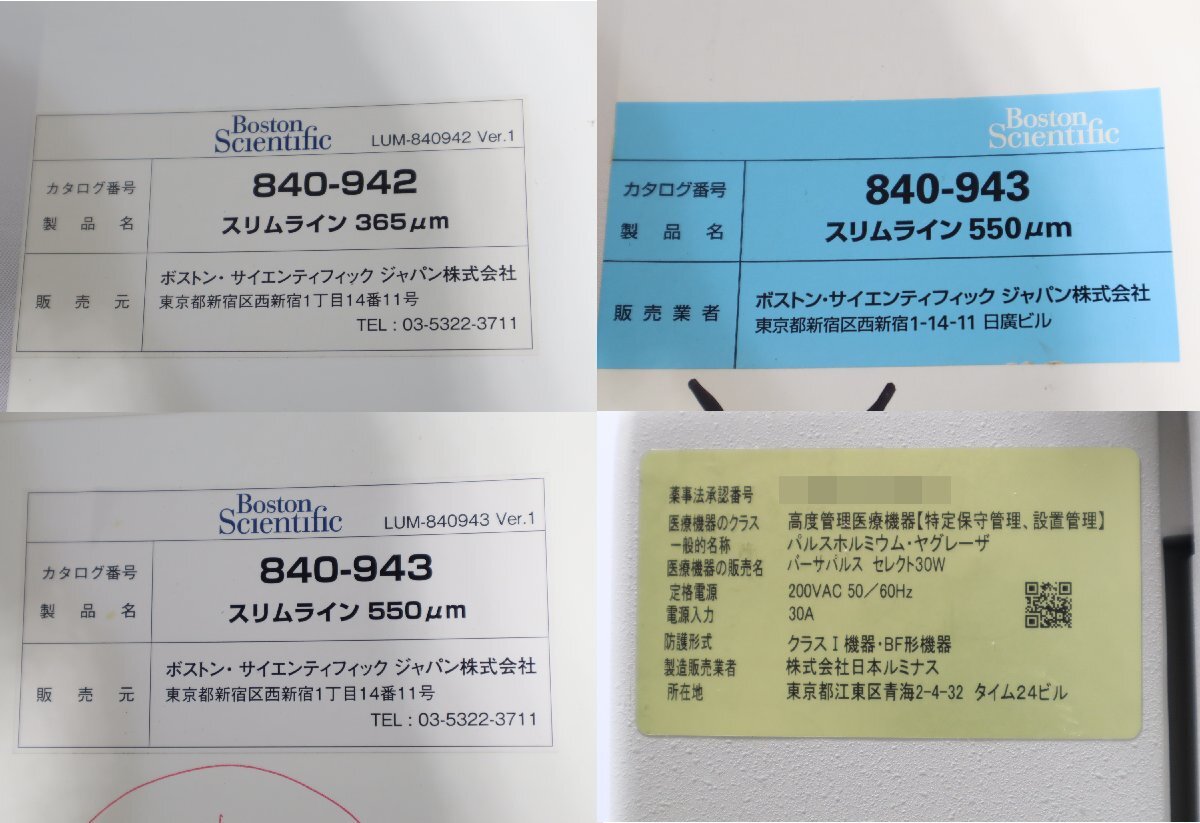 Boston
Scientific LUM-840942 Ver.1
カタログ番号 840-942
製品名 スリムライン 365μm
販売元 ボストン・サイエンティフィック ジャパン株式会社
東京都新宿区西新宿1丁目14番11号
TEL : 03-5322-3711
Boston
Scientific
カタログ番号 840-943
製品名 スリムライン 550μm
販売業者 ボストン・サイエンティフィック ジャパン株式会社
東京都新宿区西新宿1-14-11 日廣ビル
Boston
Scientific LUM-840943 Ver.1
カタログ番号 840-943
製品名 スリムライン 550μm
販売元 ボストン・サイエンティフィック ジャパン株式会社
東京都新宿区西新宿1丁目14番11号
TEL : 03-5322-3711
薬事法承認番号
医療機器のクラス 高度管理医療機器【特定保守管理、設置管理】
一般的名称 パルスホルミウム・ヤグレーザ
医療機器の販売名 バーサパルス セレクト30W
定格電源 200VAC 50/60Hz
電源入力 30A
防護形式 クラスⅠ機器・BF形機器
製造販売業者 株式会社日本ルミナス
所在地 東京都江東区青海2-4-32 タイム24ビル